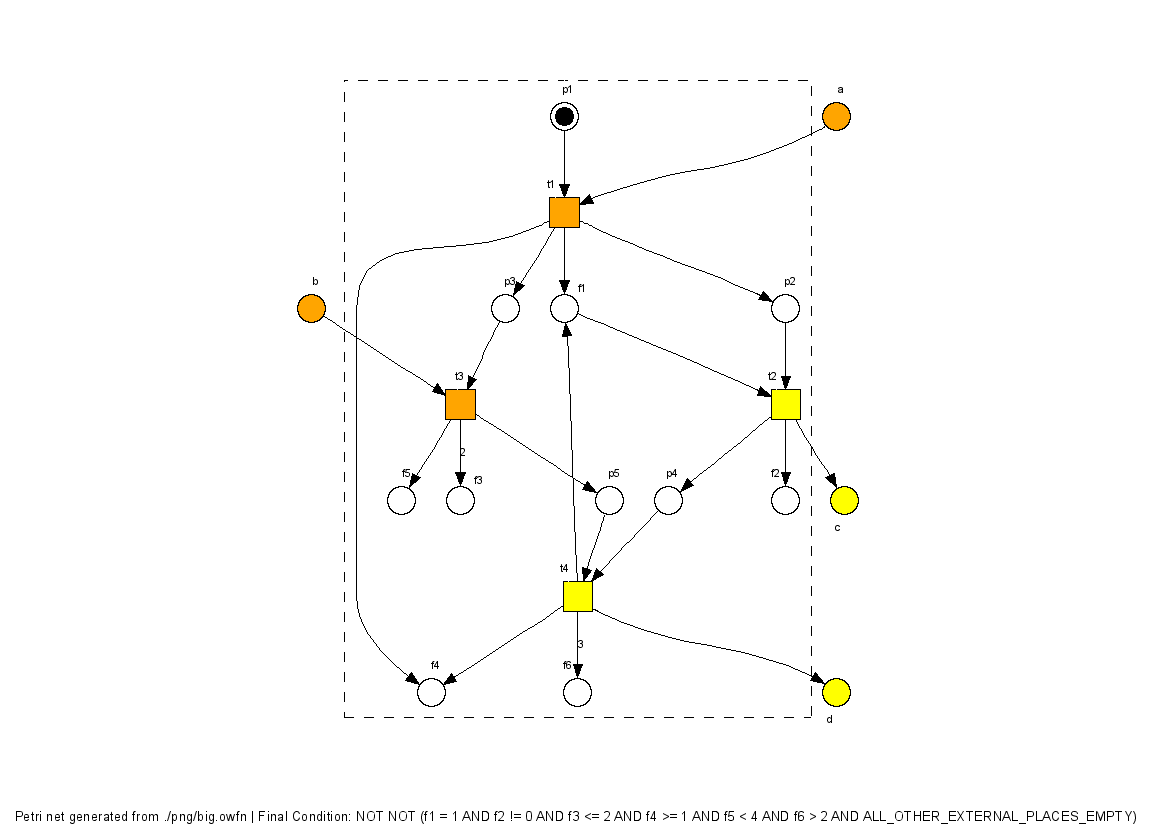 p1 a
t1
b p3 f1 p2
t3 t2
2
f5 f3 p5 p4 f2
c
t4
3
f4 f6
d
Petri net generated from ./png/big.owfn | Final Condition: NOT NOT (f1 = 1 AND f2 != 0 AND f3 <= 2 AND f4 >= 1 AND f5 < 4 AND f6 > 2 AND ALL_OTHER_EXTERNAL_PLACES_EMPTY)